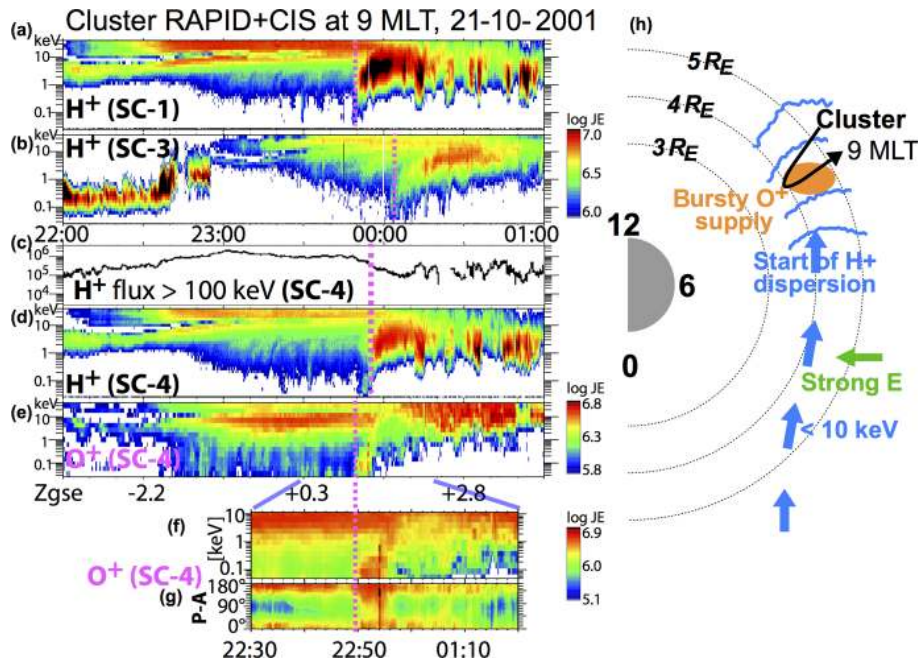 Cluster RAPID+CIS at 9 MLT, 21-10-2001
(a)
keV
10
1
0.1
H+ (SC-1)
log JE
7.0
6.0
(b)
keV
10
1
0.1
H+ (SC-3)
22:00
23:00
00:00
01:00
(c)
10^6
10^5
10^4
H+ flux > 100 keV (SC-4)
(d)
keV
10
1
0.1
H+ (SC-4)
(e)
keV
10
1
0.1
O+ (SC-4)
log JE
6.8
6.3
5.8
Zgse
-2.2
+0.3
+2.8
(f)
10
1
0.1
[keV]
O+ (SC-4)
(g)
P-A
180°
90°
0°
log JE
6.9
5.1
22:30
22:50
01:10
(h)
5 RE
4 RE
3 RE
Cluster
9 MLT
Bursty O+
supply
12
Start of H+
dispersion
6
0
Strong E
< 10 keV